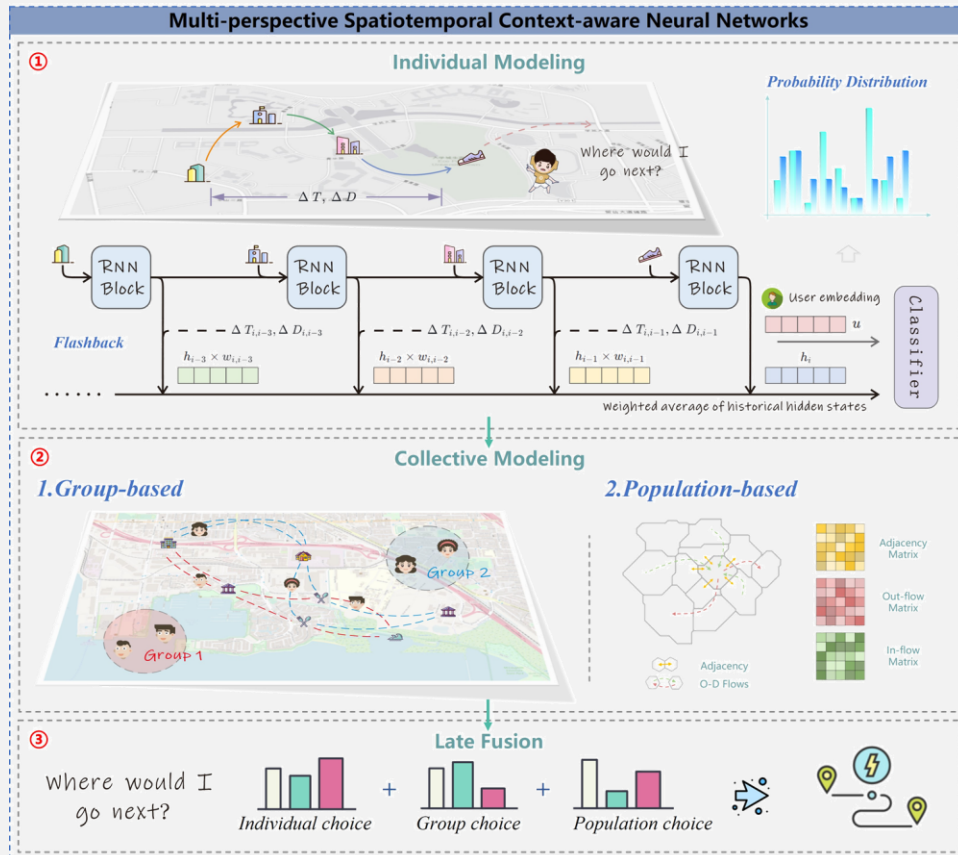 Multi-perspective Spatiotemporal Context-aware Neural Networks
①
Individual Modeling
Probability Distribution
Where would I
go next?
Δ T, Δ D
RNN
Block
RNN
Block
RNN
Block
RNN
Block
User embedding
u
Classifier
Flashback
Δ T_{i,i−3}, Δ D_{i,i−3}
Δ T_{i,i−2}, Δ D_{i,i−2}
Δ T_{i,i−1}, Δ D_{i,i−1}
h_{i−3} × w_{i,i−3}
h_{i−2} × w_{i,i−2}
h_{i−1} × w_{i,i−1}
h_i
......
Weighted average of historical hidden states
②
Collective Modeling
1.Group-based
2.Population-based
Group 2
Group 1
Adjacency
Matrix
Out-flow
Matrix
In-flow
Matrix
Adjacency
O-D Flows
③
Late Fusion
Where would I
go next?
+
+
Individual choice
Group choice
Population choice